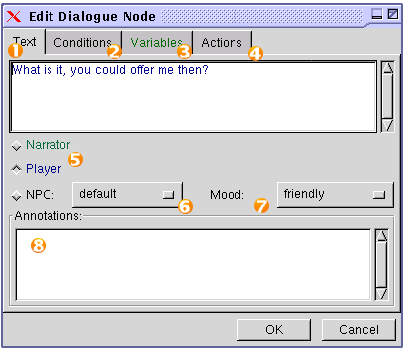 Edit Dialogue Node
Text Conditions Variables Actions
1 2 3 4
What is it, you could offer me then?
Narrator
5
Player
NPC: default Mood: friendly
6 7
Annotations:
8
OK Cancel